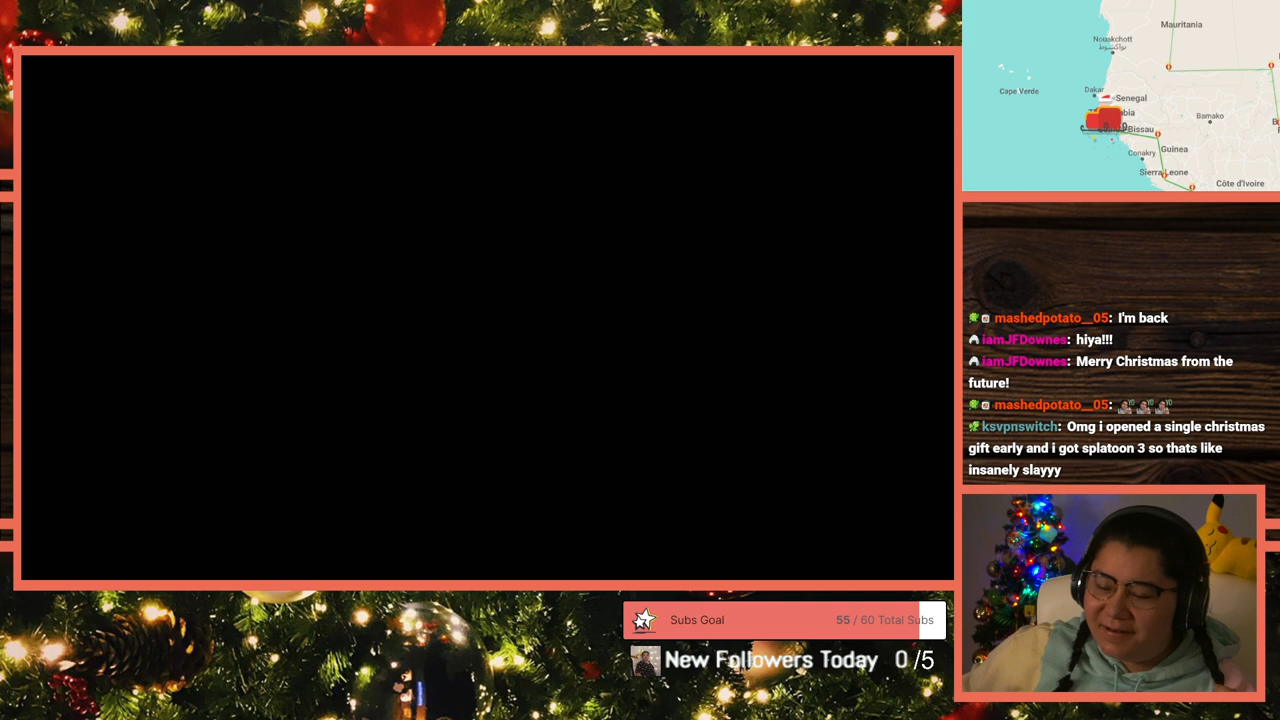 Mauritania
Nouakchott
نواكشوط
Cape Verde
Dakar
Senegal
Bamako
Bissau
Guinea
Conakry
Sierra Leone
Côte d'Ivoire
mashedpotato__05: I'm back
iamJFDownes: hiya!!!
iamJFDownes: Merry Christmas from the
future!
mashedpotato__05:
ksvpnswitch: Omg i opened a single christmas
gift early and i got splatoon 3 so thats like
insanely slayyy
Subs Goal 55 / 60 Total Subs
New Followers Today 0 /5